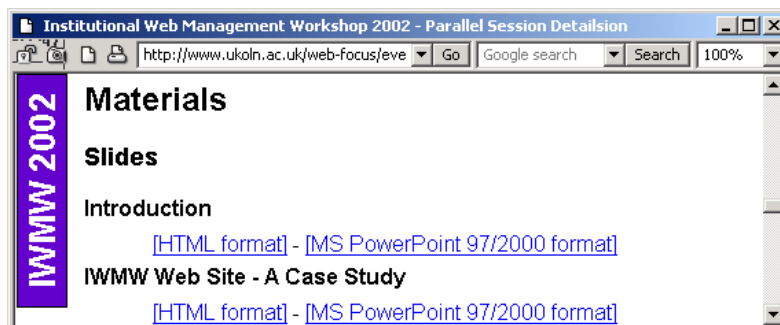 Institutional Web Management Workshop 2002 - Parallel Session Detailsion
http://www.ukoln.ac.uk/web-focus/eve Go Google search Search 100%
IWMW 2002
Materials
Slides
Introduction
[HTML format] - [MS PowerPoint 97/2000 format]
IWMW Web Site - A Case Study
[HTML format] - [MS PowerPoint 97/2000 format]